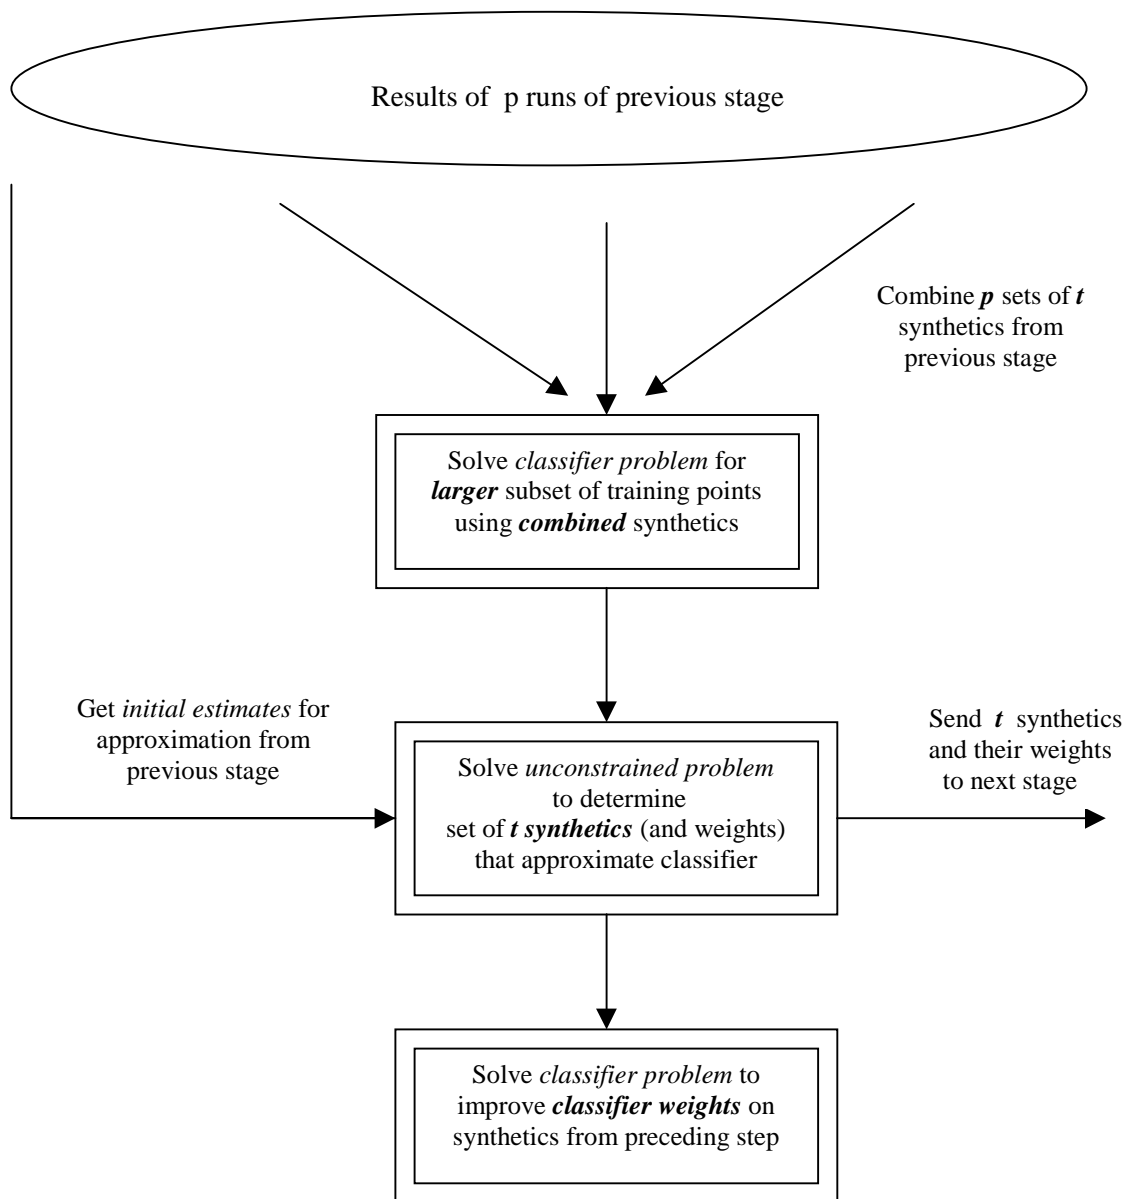 Results of p runs of previous stage
Combine p sets of t
synthetics from
previous stage
Solve classifier problem for
larger subset of training points
using combined synthetics
Get initial estimates for
approximation from
previous stage
Solve unconstrained problem
to determine
set of t synthetics (and weights)
that approximate classifier
Send t synthetics
and their weights
to next stage
Solve classifier problem to
improve classifier weights on
synthetics from preceding step